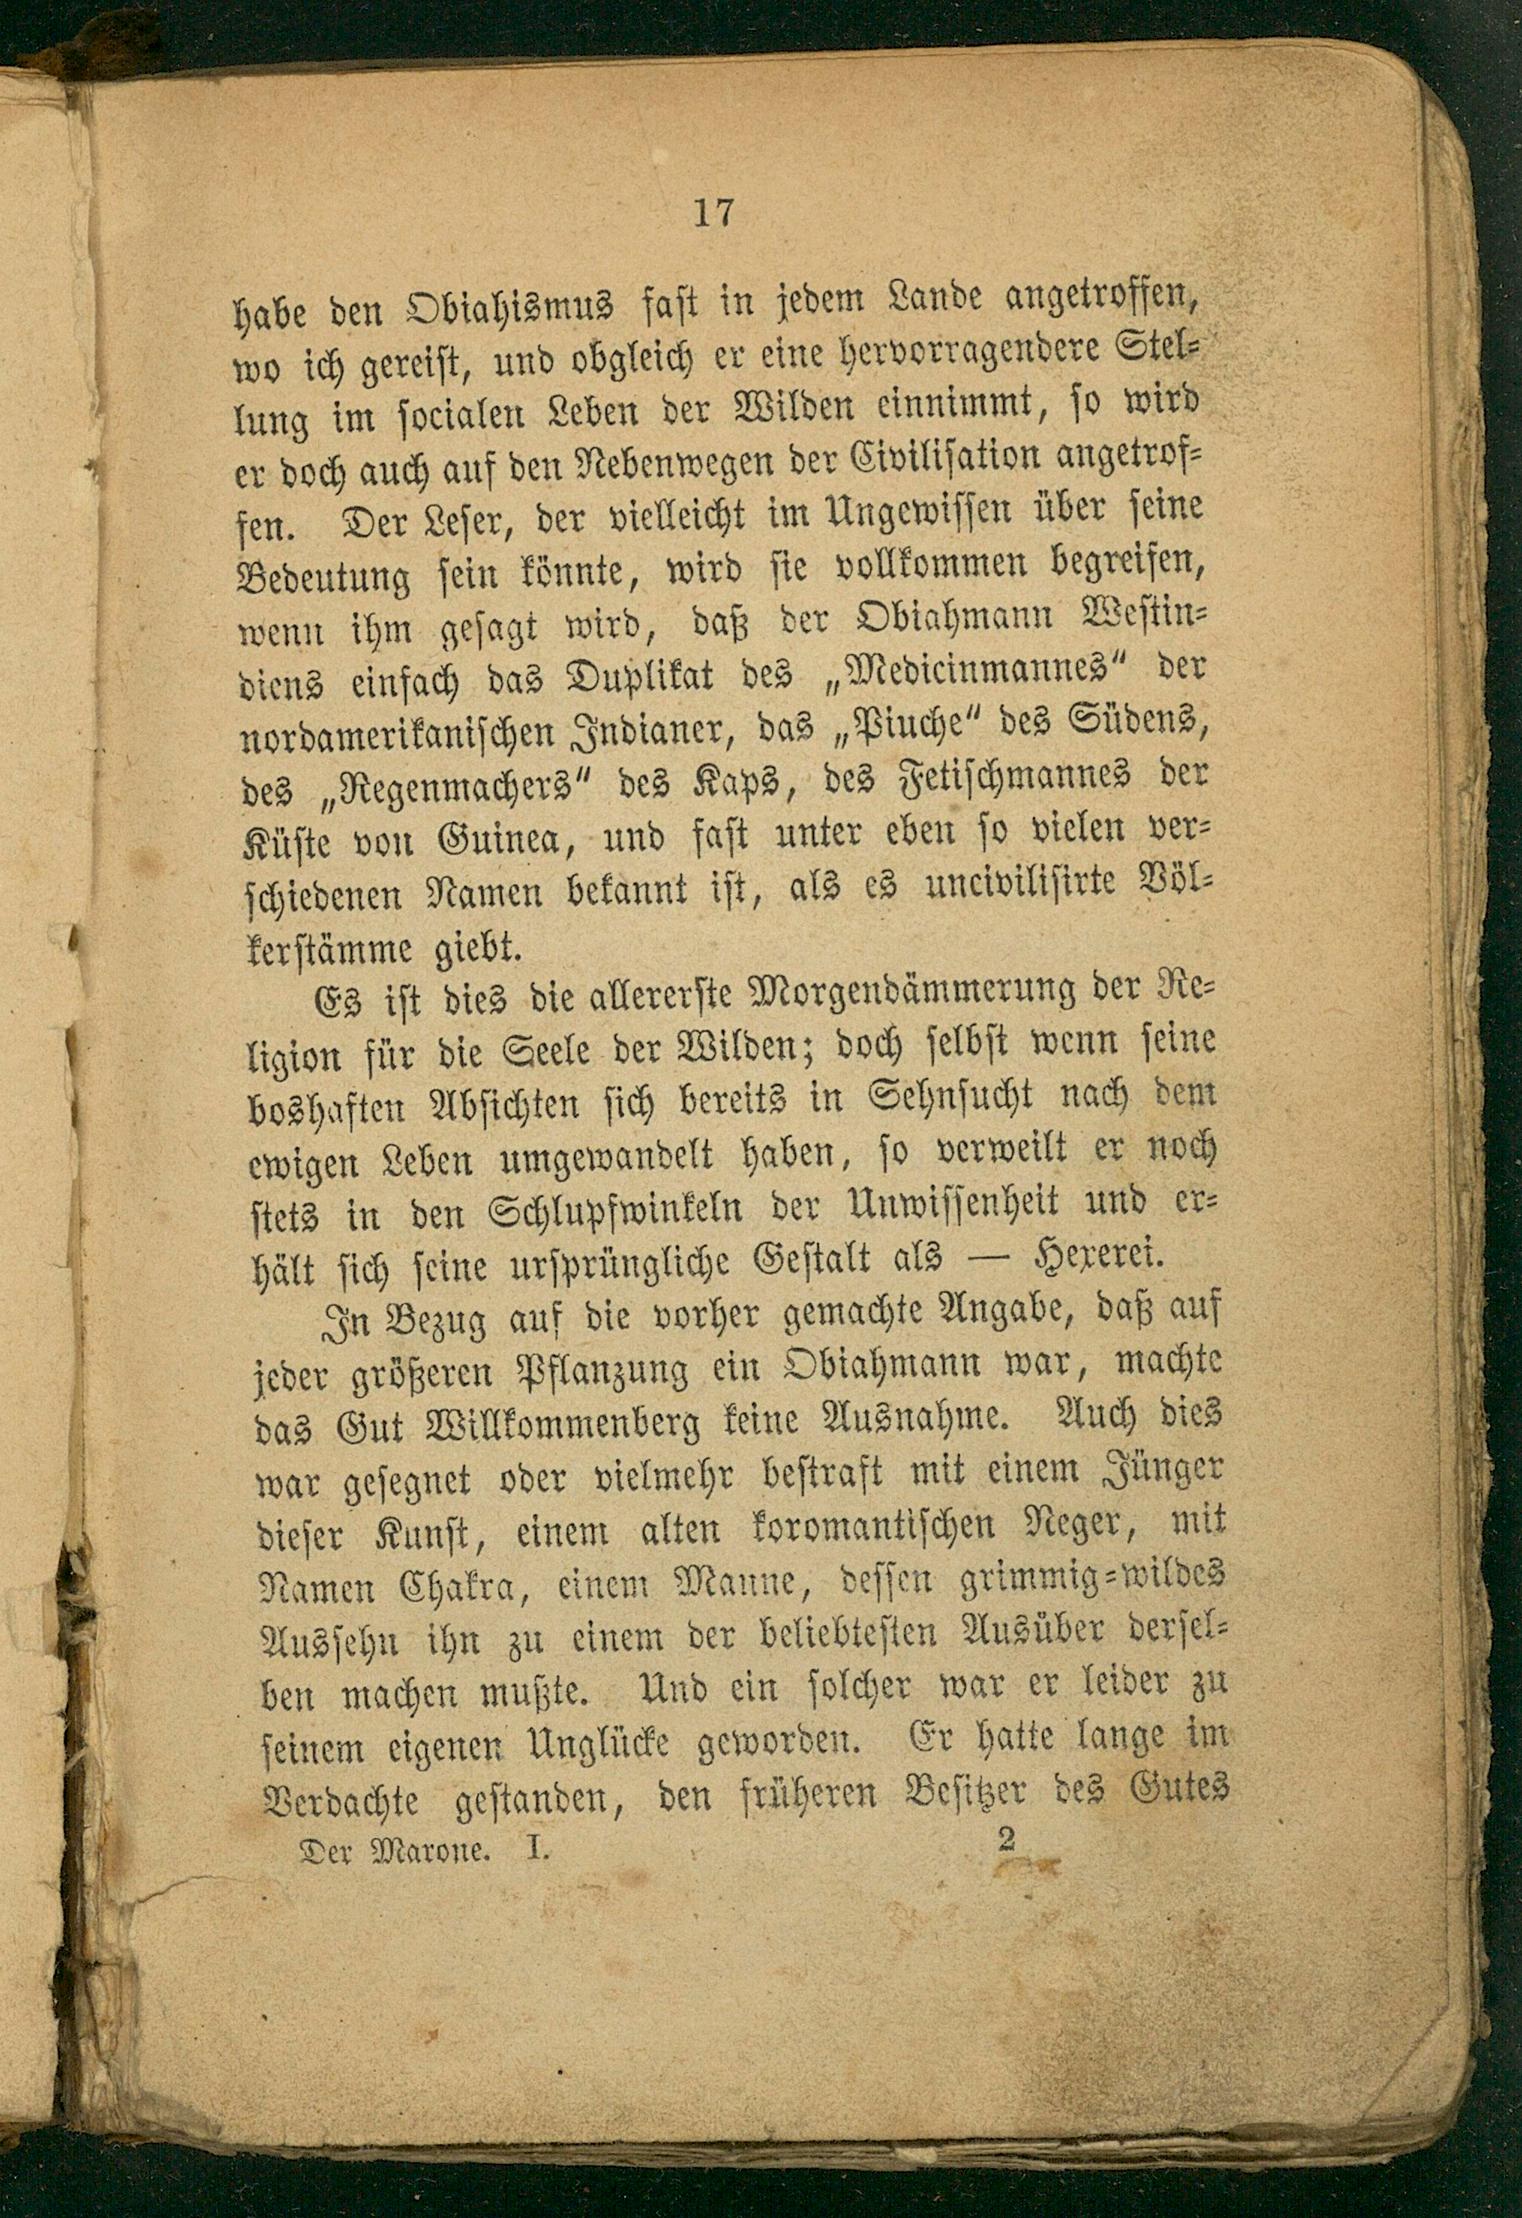 17
habe den Obiahismus fast in jedem Lande angetroffen,
wo ich gereist, und obgleich er eine hervorragendere Stel-
lung im socialen Leben der Wilden einnimmt, so wird
er doch auch auf den Nebenwegen der Civilisation angetrof-
fen. Der Leser, der vielleicht im Ungewissen über seine
Bedeutung sein könnte, wird sie vollkommen begreifen,
wenn ihm gesagt wird, daß der Obiahmann Westin-
diens einfach das Duplikat des „Medicinmannes“ der
nordamerikanischen Indianer, das „Piuche“ des Südens,
des „Regenmachers“ des Kaps, des Fetischmannes der
Küste von Guinea, und fast unter eben so vielen ver-
schiedenen Namen bekannt ist, als es uncivilisirte Völ-
kerstämme giebt.
Es ist dies die allererste Morgendämmerung der Re-
ligion für die Seele der Wilden; doch selbst wenn seine
boshaften Absichten sich bereits in Sehnsucht nach dem
ewigen Leben umgewandelt haben, so verweilt er noch
stets in den Schlupfwinkeln der Unwissenheit und er-
hält sich seine ursprüngliche Gestalt als — Hexerei.
In Bezug auf die vorher gemachte Angabe, daß auf
jeder größeren Pflanzung ein Obiahmann war, machte
das Gut Willkommenberg keine Ausnahme. Auch dies
war gesegnet oder vielmehr bestraft mit einem Jünger
dieser Kunst, einem alten koromantischen Neger, mit
Namen Chakra, einem Manne, dessen grimmig-wildes
Aussehn ihn zu einem der beliebtesten Ausüber dersel-
ben machen mußte. Und ein solcher war er leider zu
seinem eigenen Unglücke geworden. Er hatte lange im
Verdachte gestanden, den früheren Besitzer des Gutes
Der Marone. I. 2